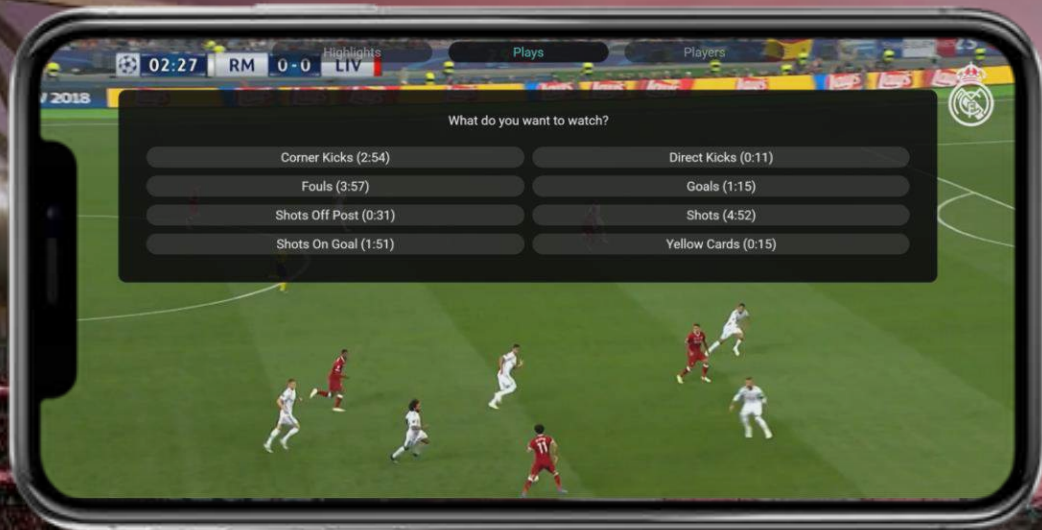 Highlights Plays Players
02:27 RM 0-0 LIV
2018
What do you want to watch?
Corner Kicks (2:54) Direct Kicks (0:11)
Fouls (3:57) Goals (1:15)
Shots Off Post (0:31) Shots (4:52)
Shots On Goal (1:51) Yellow Cards (0:15)
11